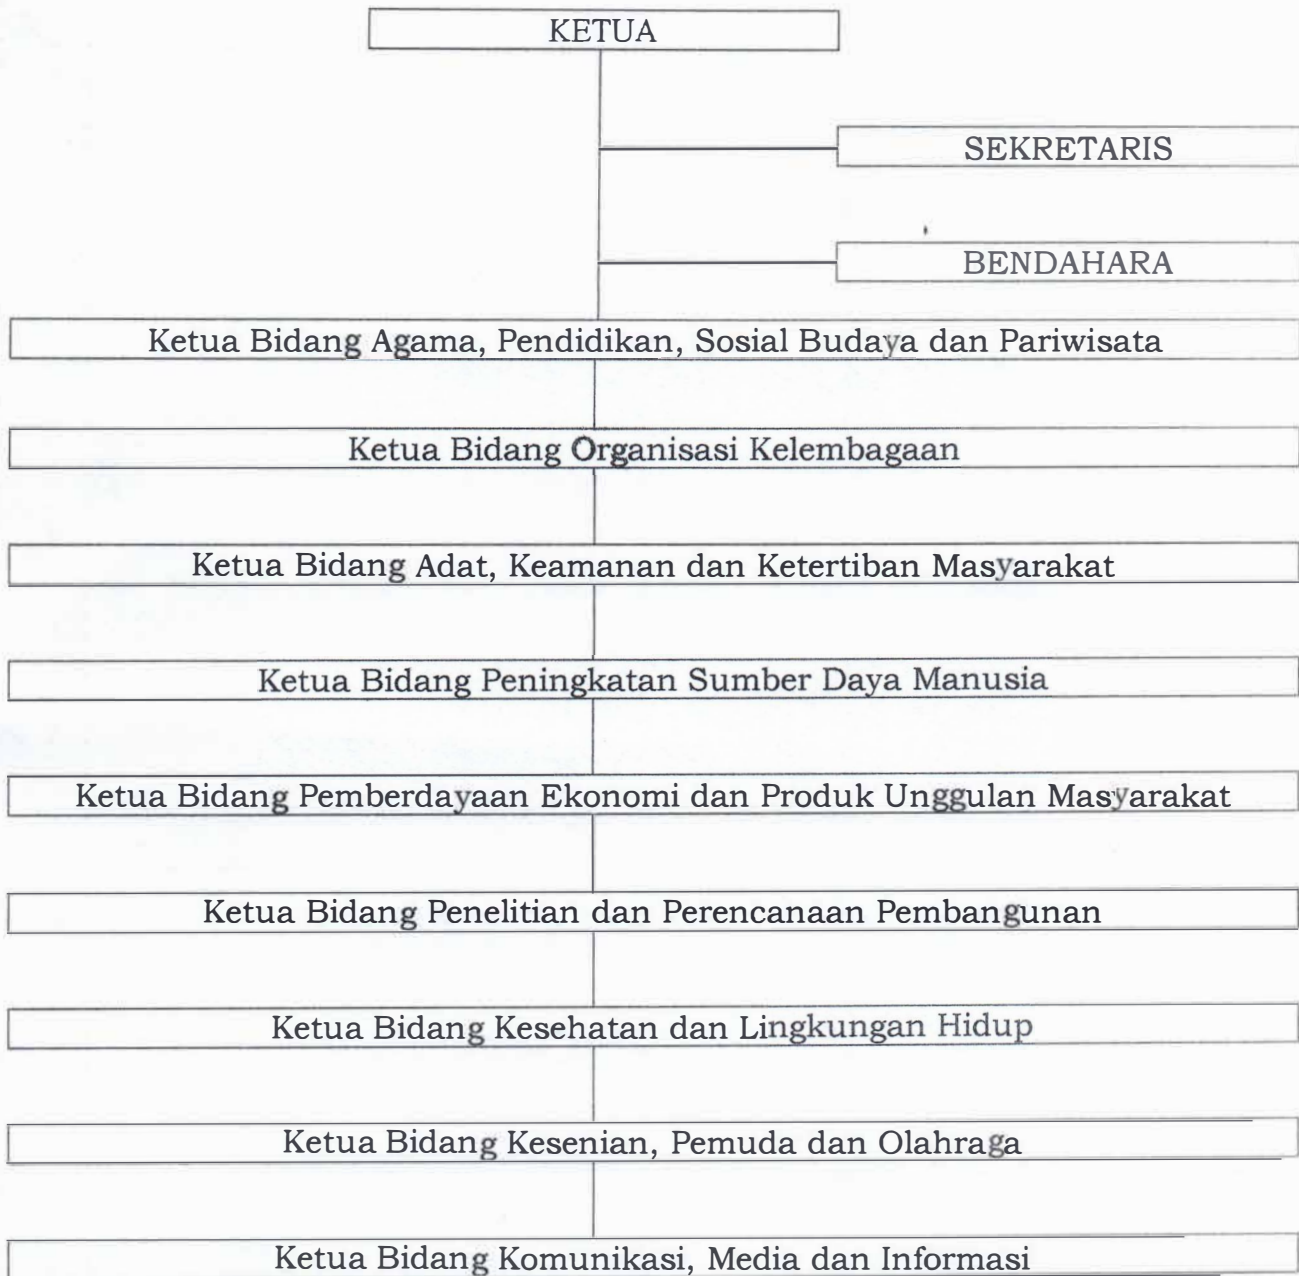 KETUA
SEKRETARIS
BENDAHARA
Ketua Bidang Agama, Pendidikan, Sosial Budaya dan Pariwisata
Ketua Bidang Organisasi Kelembagaan
Ketua Bidang Adat, Keamanan dan Ketertiban Masyarakat
Ketua Bidang Peningkatan Sumber Daya Manusia
Ketua Bidang Pemberdayaan Ekonomi dan Produk Unggulan Masyarakat
Ketua Bidang Penelitian dan Perencanaan Pembangunan
Ketua Bidang Kesehatan dan Lingkungan Hidup
Ketua Bidang Kesenian, Pemuda dan Olahraga
Ketua Bidang Komunikasi, Media dan Informasi